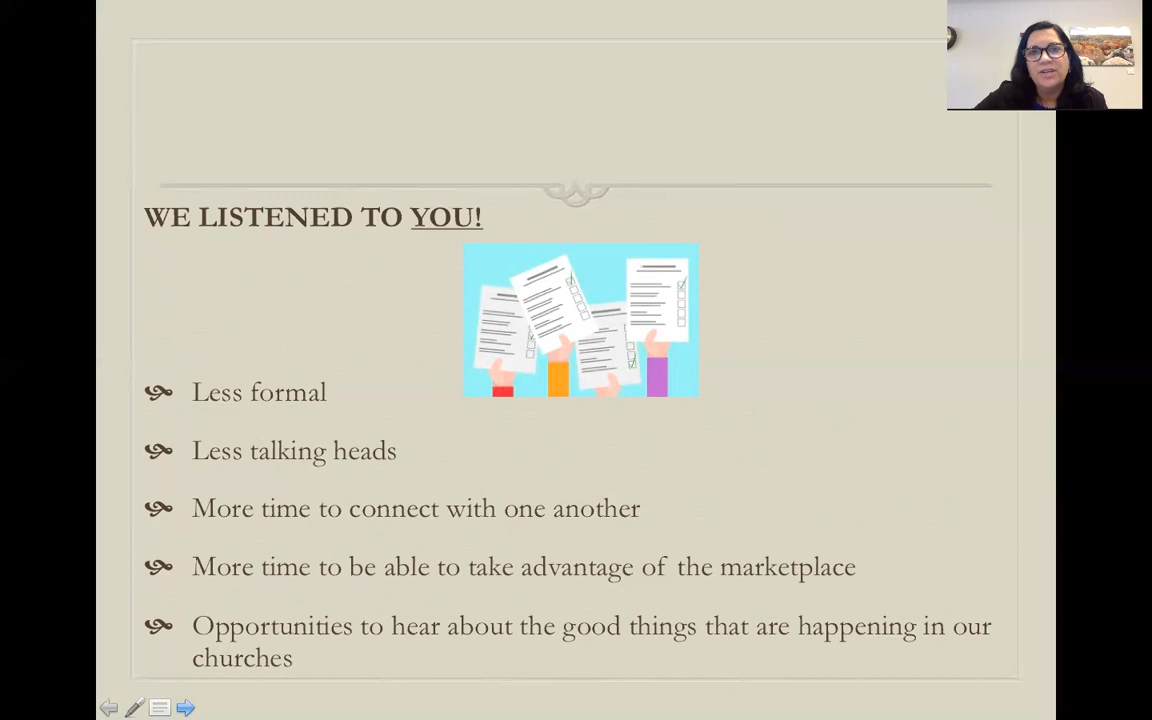 WE LISTENED TO YOU!
Less formal
Less talking heads
More time to connect with one another
More time to be able to take advantage of the marketplace
Opportunities to hear about the good things that are happening in our
churches